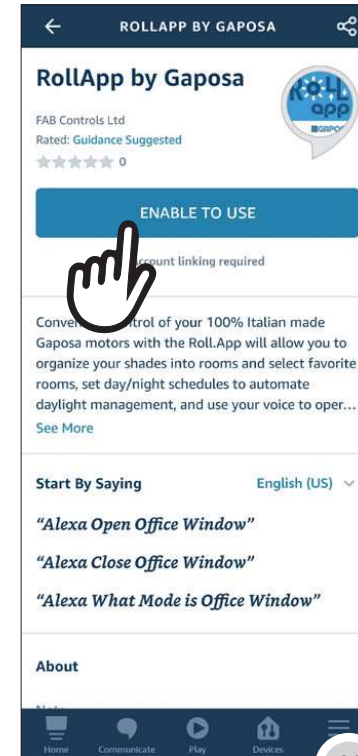 ROLLAPP BY GAPOSA
RollApp by Gaposa
ROLL
app
FAB Controls Ltd
Rated: Guidance Suggested
0
ENABLE TO USE
count linking required
trol of your 100% Italian made
Gaposa motors with the Roll.App will allow you to
organize your shades into rooms and select favorite
rooms, set day/night schedules to automate
daylight management, and use your voice to oper...
See More
Start By Saying English (US)
“Alexa Open Office Window”
“Alexa Close Office Window”
“Alexa What Mode is Office Window”
About
Home Communicate Play Devices